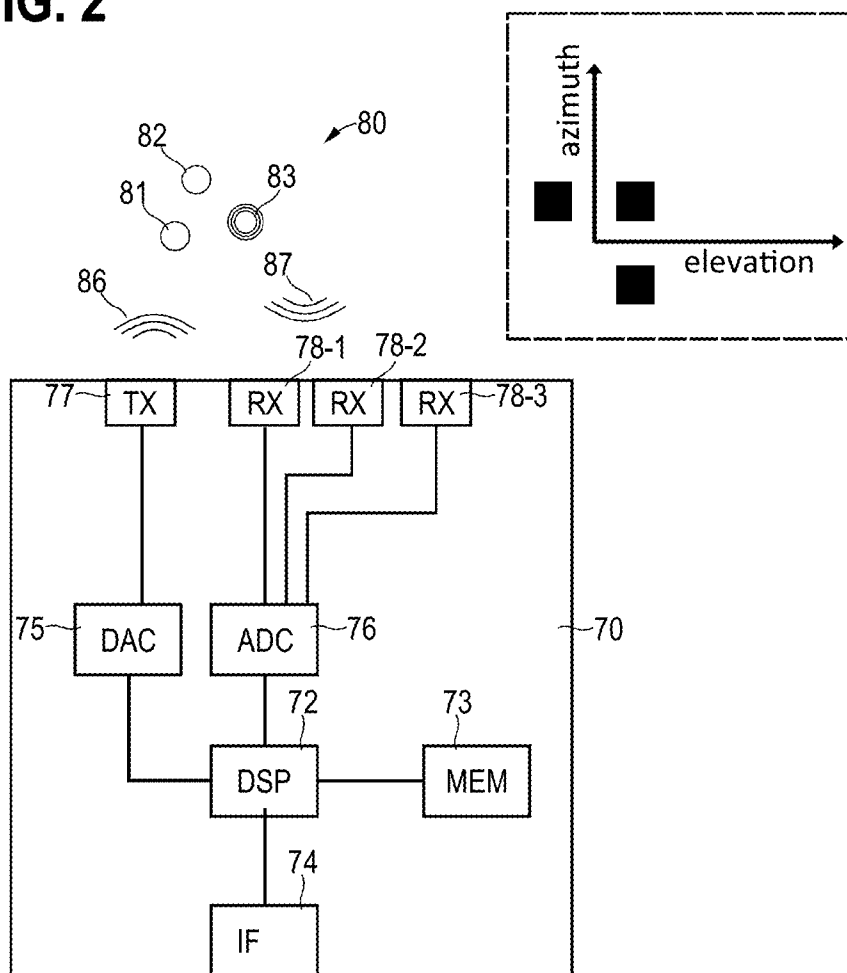 FIG. 2
azimuth
elevation
80
82
81
83
86
87
78-1
78-2
77
TX
RX
RX
RX
78-3
75
DAC
ADC
76
70
72
73
DSP
MEM
74
IF